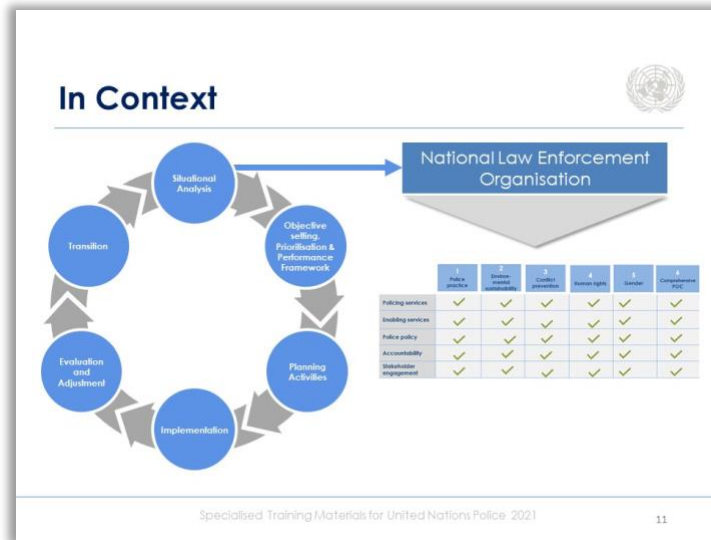 In Context
Situational
Analysis
Objective
setting,
Prioritisation &
Performance
Framework
Planning
Activities
Implementation
Evaluation
and
Adjustment
Transition
National Law Enforcement
Organisation
1
Police
practice
2
Environ-
mental
sustainability
3
Conflict
prevention
4
Human rights
5
Gender
6
Comprehensive
POC
Policing services
Enabling services
Police policy
Accountability
Stakeholder
engagement
Specialised Training Materials for United Nations Police 2021
11